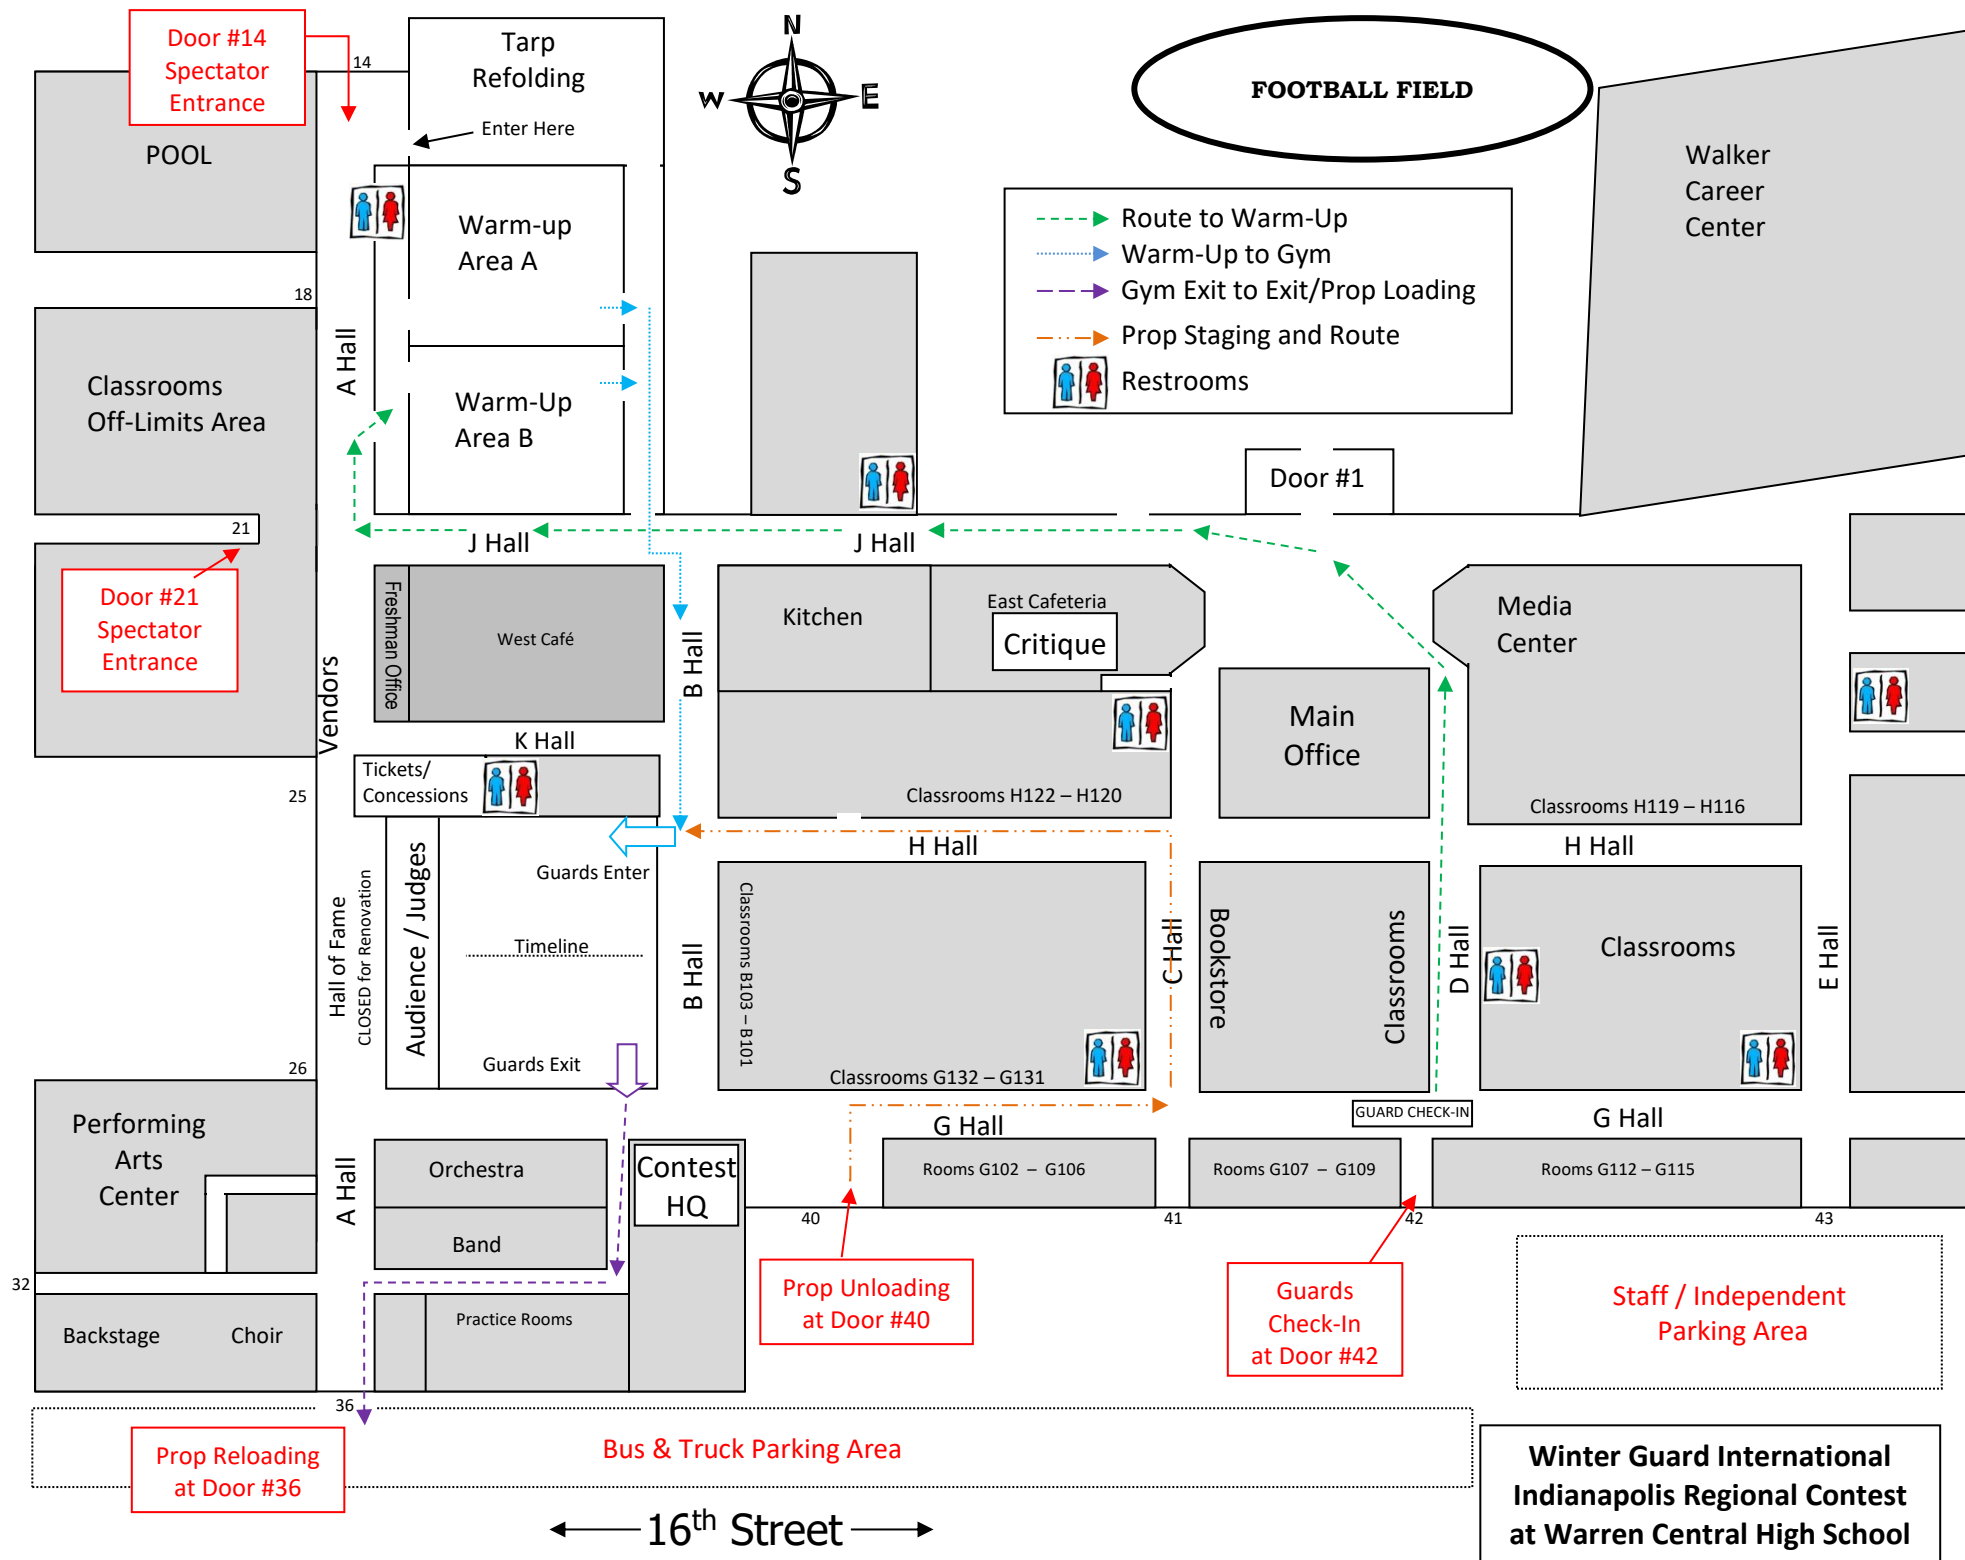 Door #14
Spectator
Entrance
14
Tarp
Refolding
Enter Here
N
W
E
S
FOOTBALL FIELD
POOL
Walker
Career
Center
Warm-up
Area A
Route to Warm-Up
Warm-Up to Gym
Gym Exit to Exit/Prop Loading
Prop Staging and Route
Restrooms
18
A Hall
Classrooms
Off-Limits Area
Warm-Up
Area B
Door #1
21
J Hall
J Hall
Door #21
Spectator
Entrance
Freshman Office
West Café
B Hall
Kitchen
East Cafeteria
Critique
Media
Center
Vendors
Main
Office
K Hall
Tickets/
Concessions
25
Classrooms H122 – H120
Classrooms H119 – H116
H Hall
H Hall
Guards Enter
Hall of Fame
CLOSED for Renovation
Audience / Judges
Timeline
B Hall
Classrooms B103 – B101
C Hall
Bookstore
Classrooms
D Hall
Classrooms
E Hall
Guards Exit
26
Classrooms G132 – G131
GUARD CHECK-IN
G Hall
G Hall
Performing
Arts
Center
A Hall
Orchestra
Contest
HQ
Rooms G102 – G106
Rooms G107 – G109
Rooms G112 – G115
40
41
42
43
Band
32
Prop Unloading
at Door #40
Guards
Check-In
at Door #42
Staff / Independent
Parking Area
Backstage
Choir
Practice Rooms
36
Prop Reloading
at Door #36
Bus & Truck Parking Area
16th Street
Winter Guard International
Indianapolis Regional Contest
at Warren Central High School